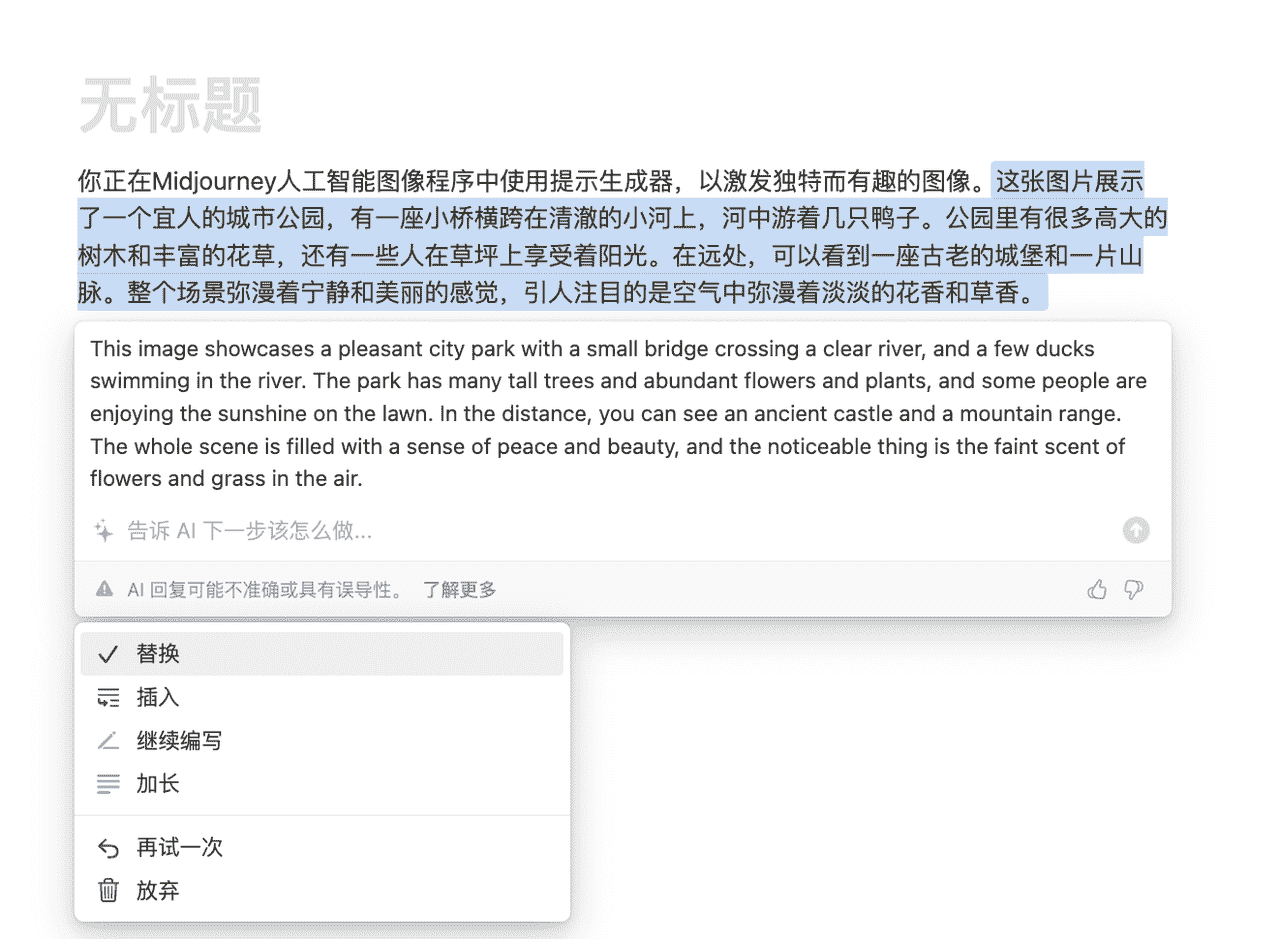 无标题
你正在Midjourney人工智能图像程序中使用提示生成器，以激发独特而有趣的图像。这张图片展示
了一个宜人的城市公园，有一座小桥横跨在清澈的小河上，河中游着几只鸭子。公园里有很多高大的
树木和丰富的花草，还有一些人在草坪上享受着阳光。在远处，可以看到一座古老的城堡和一片山
脉。整个场景弥漫着宁静和美丽的感觉，引人注目的是空气中弥漫着淡淡的花香和草香。
This image showcases a pleasant city park with a small bridge crossing a clear river, and a few ducks
swimming in the river. The park has many tall trees and abundant flowers and plants, and some people are
enjoying the sunshine on the lawn. In the distance, you can see an ancient castle and a mountain range.
The whole scene is filled with a sense of peace and beauty, and the noticeable thing is the faint scent of
flowers and grass in the air.
告诉 AI 下一步该怎么做...
AI 回复可能不准确或具有误导性。 了解更多
替换
插入
继续编写
加长
再试一次
放弃